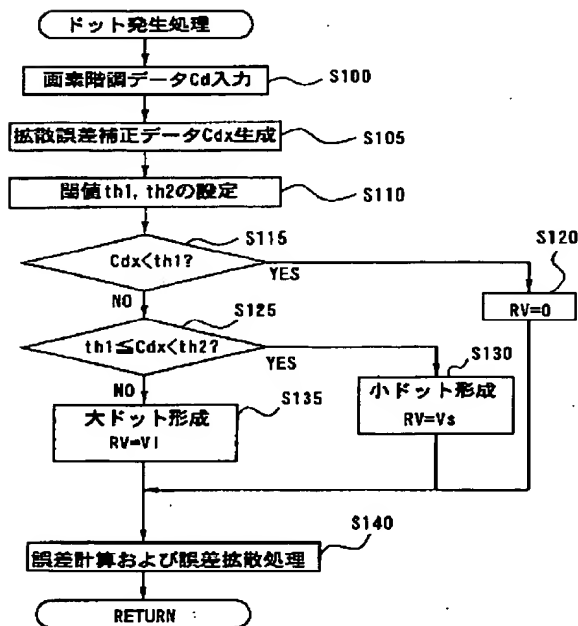 ドット発生処理
画素階調データCd入力
S100
拡散誤差補正データCdx生成
S105
閾値th1, th2の設定
S110
S115
Cdx<th1?
YES
S120
RV=0
NO
S125
th1≦Cdx<th2?
YES
S130
小ドット形成
RV=Vs
NO
S135
大ドット形成
RV=Vl
S140
誤差計算および誤差拡散処理
RETURN